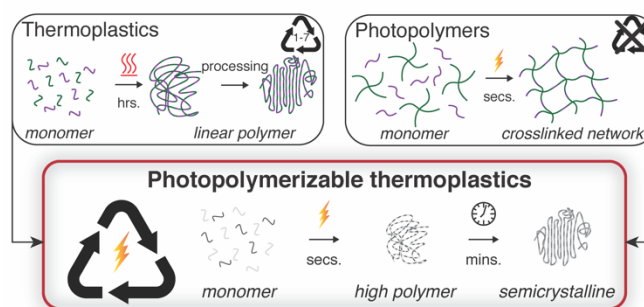 Thermoplastics
1-7
hrs.
processing
monomer
linear polymer
Photopolymers
secs.
monomer
crosslinked network
Photopolymerizable thermoplastics
secs.
mins.
monomer
high polymer
semicrystalline